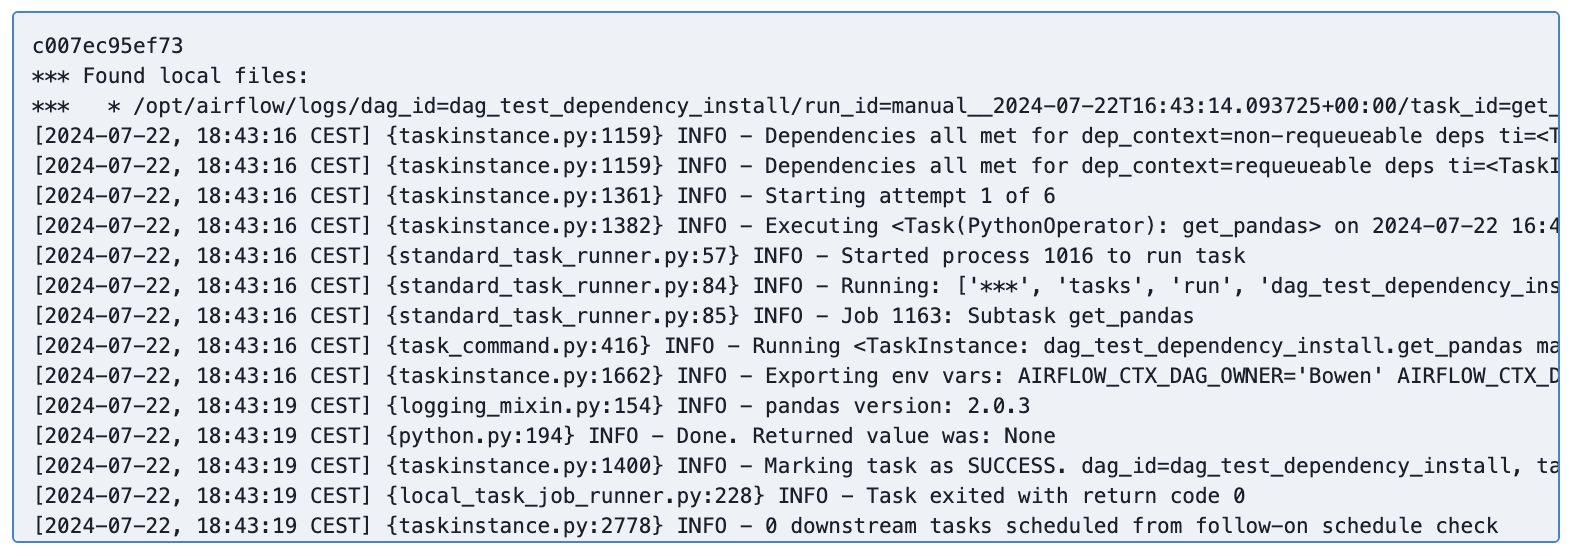 c007ec95ef73
*** Found local files:
***   * /opt/airflow/logs/dag_id=dag_test_dependency_install/run_id=manual__2024-07-22T16:43:14.093725+00:00/task_id=get_
[2024-07-22, 18:43:16 CEST] {taskinstance.py:1159} INFO - Dependencies all met for dep_context=non-requeueable deps ti=<T
[2024-07-22, 18:43:16 CEST] {taskinstance.py:1159} INFO - Dependencies all met for dep_context=requeueable deps ti=<TaskI
[2024-07-22, 18:43:16 CEST] {taskinstance.py:1361} INFO - Starting attempt 1 of 6
[2024-07-22, 18:43:16 CEST] {taskinstance.py:1382} INFO - Executing <Task(PythonOperator): get_pandas> on 2024-07-22 16:4
[2024-07-22, 18:43:16 CEST] {standard_task_runner.py:57} INFO - Started process 1016 to run task
[2024-07-22, 18:43:16 CEST] {standard_task_runner.py:84} INFO - Running: ['***', 'tasks', 'run', 'dag_test_dependency_ins
[2024-07-22, 18:43:16 CEST] {standard_task_runner.py:85} INFO - Job 1163: Subtask get_pandas
[2024-07-22, 18:43:16 CEST] {task_command.py:416} INFO - Running <TaskInstance: dag_test_dependency_install.get_pandas ma
[2024-07-22, 18:43:16 CEST] {taskinstance.py:1662} INFO - Exporting env vars: AIRFLOW_CTX_DAG_OWNER='Bowen' AIRFLOW_CTX_D
[2024-07-22, 18:43:19 CEST] {logging_mixin.py:154} INFO - pandas version: 2.0.3
[2024-07-22, 18:43:19 CEST] {python.py:194} INFO - Done. Returned value was: None
[2024-07-22, 18:43:19 CEST] {taskinstance.py:1400} INFO - Marking task as SUCCESS. dag_id=dag_test_dependency_install, ta
[2024-07-22, 18:43:19 CEST] {local_task_job_runner.py:228} INFO - Task exited with return code 0
[2024-07-22, 18:43:19 CEST] {taskinstance.py:2778} INFO - 0 downstream tasks scheduled from follow-on schedule check